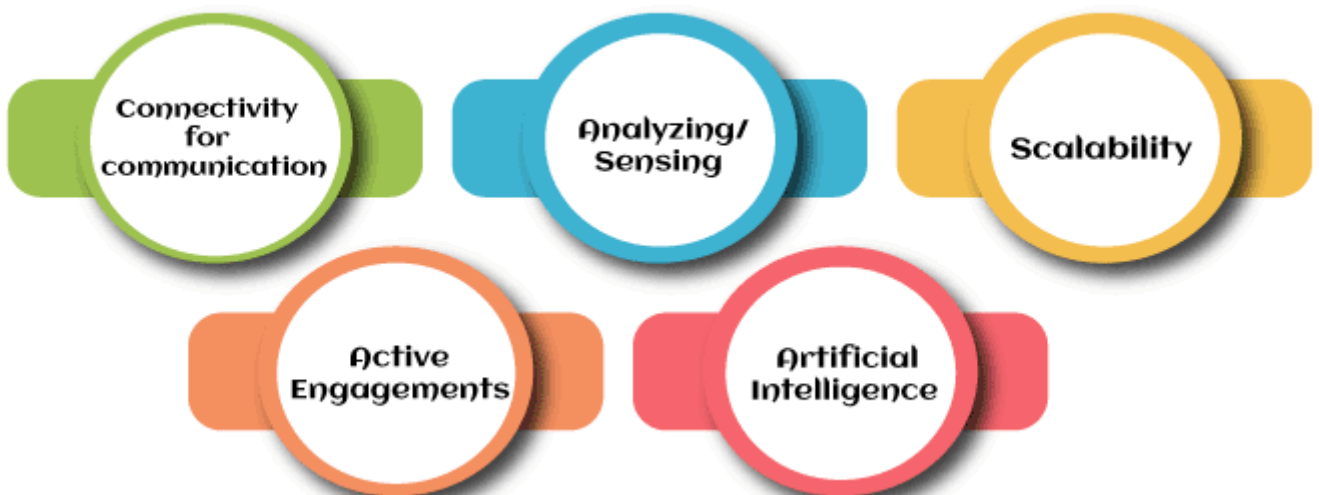 Connectivity
for
communication
Analyzing/
Sensing
Scalability
Active
Engagements
Artificial
Intelligence